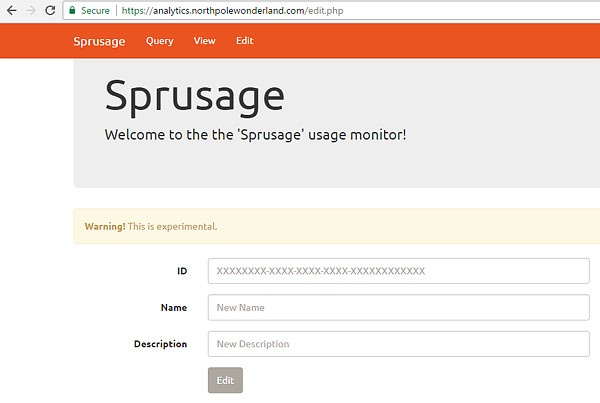 Secure | https://analytics.northpolewonderland.com/edit.php
Sprusage Query View Edit
Sprusage
Welcome to the the 'Sprusage' usage monitor!
Warning! This is experimental.
ID XXXXXXXX-XXXX-XXXX-XXXX-XXXXXXXXXXXX
Name New Name
Description New Description
Edit